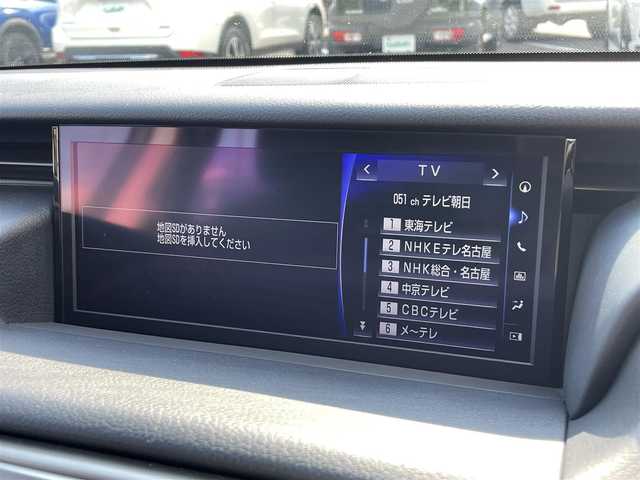 地図SDがありません
地図SDを挿入してください
TV
051 ch テレビ朝日
1 東海テレビ
2 NHKEテレ名古屋
3 NHK総合・名古屋
4 中京テレビ
5 CBCテレビ
6 メ〜テレ